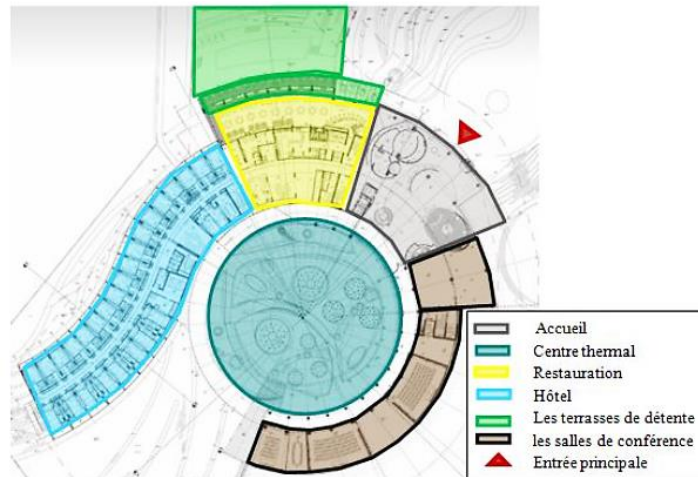 Accueil
Centre thermal
Restauration
Hôtel
Les terrasses de détente
les salles de conférence
Entrée principale